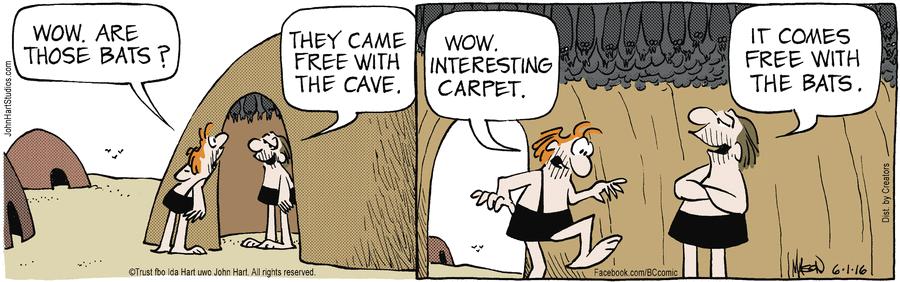 WOW. ARE
THOSE BATS?
THEY CAME
FREE WITH
THE CAVE.
JohnHartStudios.com
©Trust fbo Ida Hart uwo John Hart. All rights reserved.
WOW.
INTERESTING
CARPET.
IT COMES
FREE WITH
THE BATS.
Facebook.com/BCcomic
Dist. by Creators
MASON 6·1·16